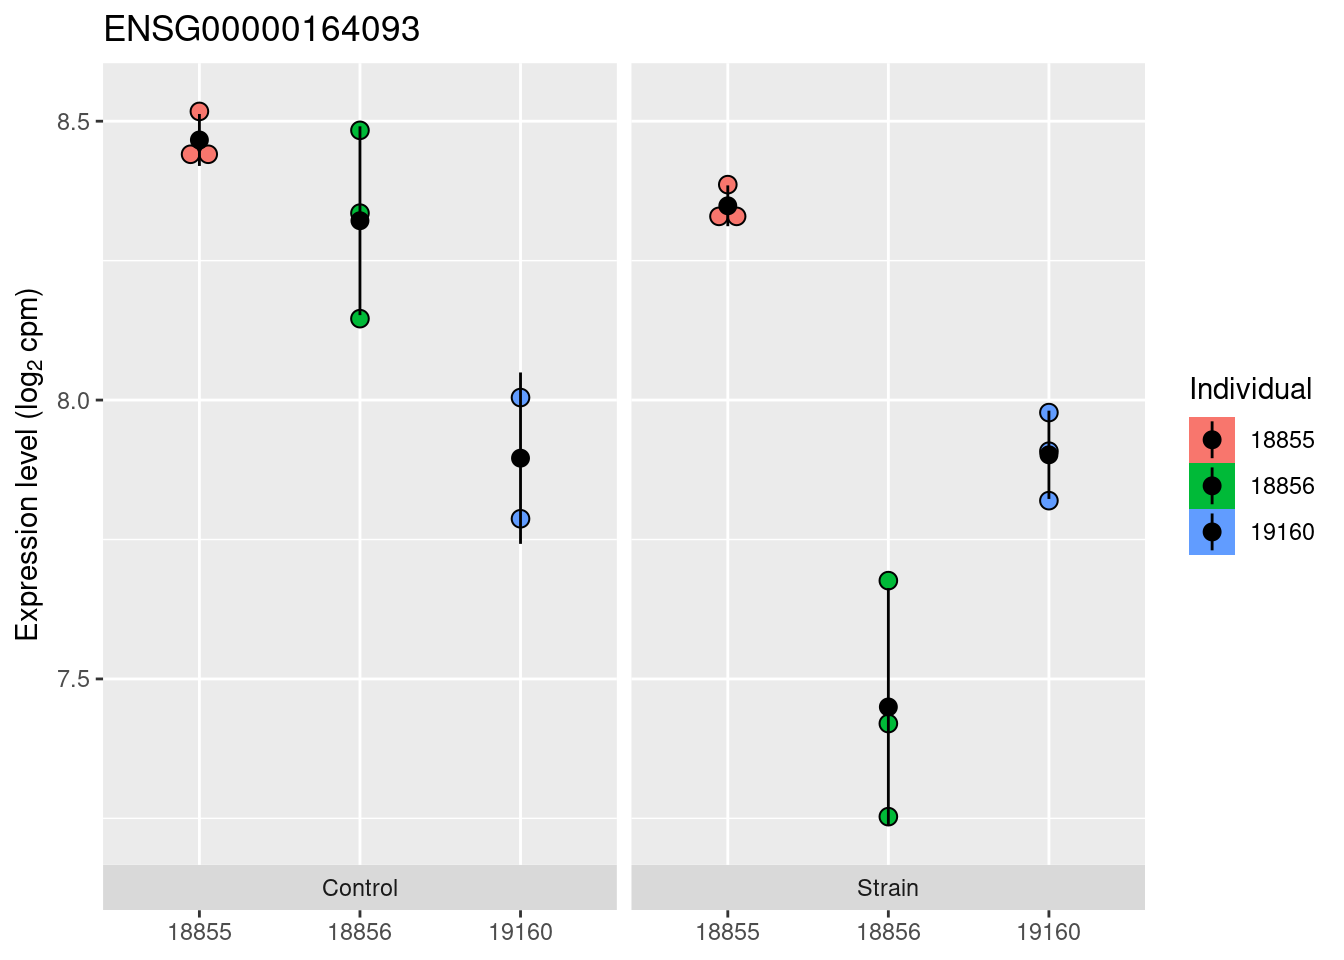 ENSG00000164093
Expression level (log₂ cpm)
8.5
8.0
7.5
Control
Strain
18855
18856
19160
18855
18856
19160
Individual
18855
18856
19160